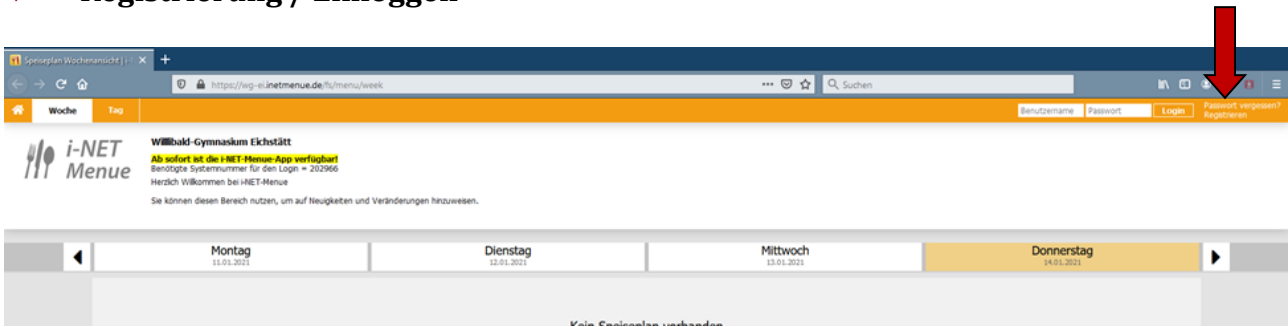 Registrierung / Einloggen
Speiseplan Wochenansicht | i-
https://wg-ei.inetmenue.de/fs/menu/week
Suchen
Woche Tag
Benutzername Passwort Login Passwort vergessen?
Registrieren
i-NET
Menue
Willibald-Gymnasium Eichstätt
Ab sofort ist die i-NET-Menue-App verfügbar!
Benötigte Systemnummer für den Login = 202966
Herzlich Willkommen bei i-NET-Menue
Sie können diesen Bereich nutzen, um auf Neuigkeiten und Veränderungen hinzuweisen.
Montag Dienstag Mittwoch Donnerstag
11.01.2021 12.01.2021 13.01.2021 14.01.2021
Kein Speiseplan vorhanden